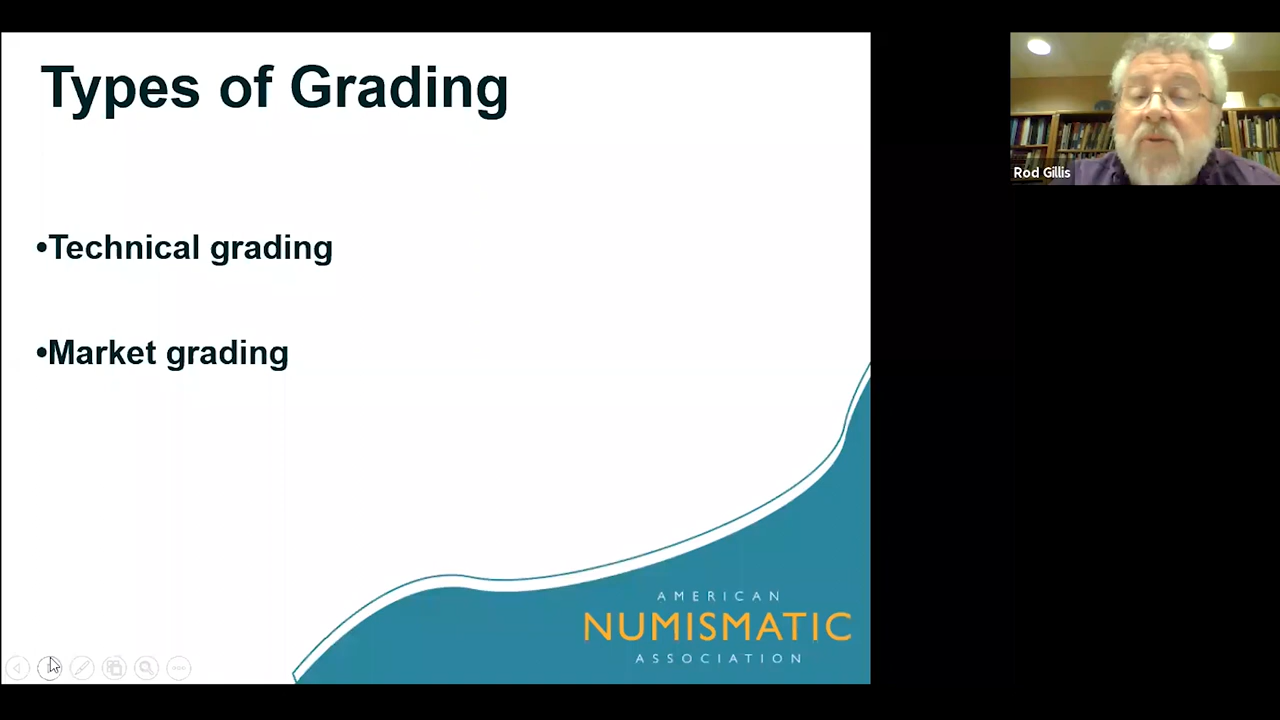 Types of Grading
•Technical grading
•Market grading
AMERICAN
NUMISMATIC
ASSOCIATION
Rod Gillis